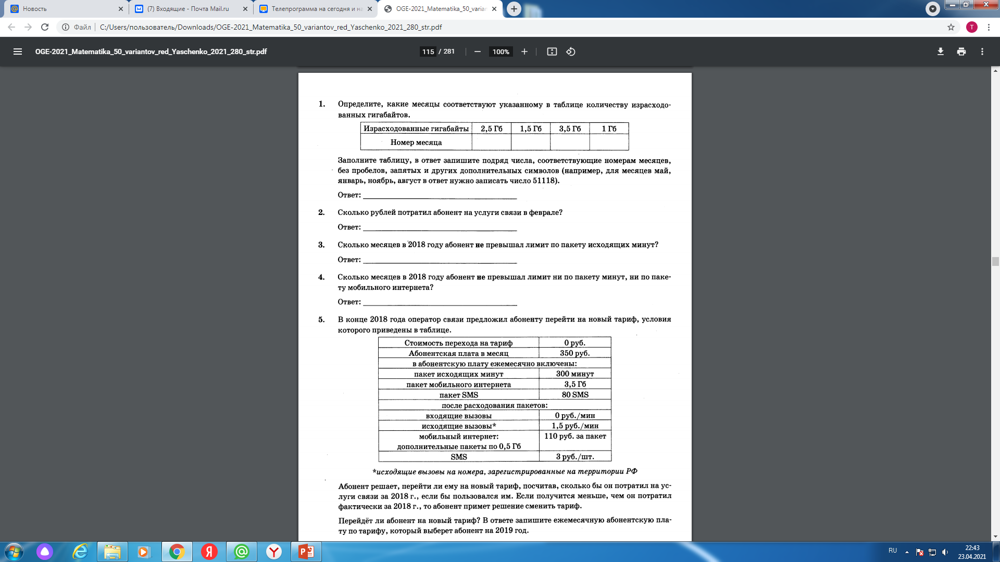 Новость
(7) Входящие - Почта Mail.ru
Телепрограмма на сегодня и на
OGE-2021_Matematika_50_varian
Файл
C:/Users/пользователь/Downloads/OGE-2021_Matematika_50_variantov_red_Yaschenko_2021_280_str.pdf
T
OGE-2021_Matematika_50_variantov_red_Yaschenko_2021_280_str.pdf
115 / 281
100%
1. Определите, какие месяцы соответствуют указанному в таблице количеству израсходо-
ванных гигабайтов.
Израсходованные гигабайты 2,5 Гб 1,5 Гб 3,5 Гб 1 Гб
Номер месяца
Заполните таблицу, в ответ запишите подряд числа, соответствующие номерам месяцев,
без пробелов, запятых и других дополнительных символов (например, для месяцев май,
январь, ноябрь, август в ответ нужно записать число 51118).
Ответ:
2. Сколько рублей потратил абонент на услуги связи в феврале?
Ответ:
3. Сколько месяцев в 2018 году абонент не превышал лимит по пакету исходящих минут?
Ответ:
4. Сколько месяцев в 2018 году абонент не превышал лимит ни по пакету минут, ни по паке-
ту мобильного интернета?
Ответ:
5. В конце 2018 года оператор связи предложил абоненту перейти на новый тариф, условия
которого приведены в таблице.
Стоимость перехода на тариф 0 руб.
Абонентская плата в месяц 350 руб.
в абонентскую плату ежемесячно включены:
пакет исходящих минут 300 минут
пакет мобильного интернета 3,5 Гб
пакет SMS 80 SMS
после расходования пакетов:
входящие вызовы 0 руб./мин
исходящие вызовы* 1,5 руб./мин
мобильный интернет: 110 руб. за пакет
дополнительные пакеты по 0,5 Гб
SMS 3 руб./шт.
*исходящие вызовы на номера, зарегистрированные на территории РФ
Абонент решает, перейти ли ему на новый тариф, посчитав, сколько бы он потратил на ус-
луги связи за 2018 г., если бы пользовался им. Если получится меньше, чем он потратил
фактически за 2018 г., то абонент примет решение сменить тариф.
Перейдёт ли абонент на новый тариф? В ответе запишите ежемесячную абонентскую пла-
ту по тарифу, который выберет абонент на 2019 год.
RU
22:43
23.04.2021